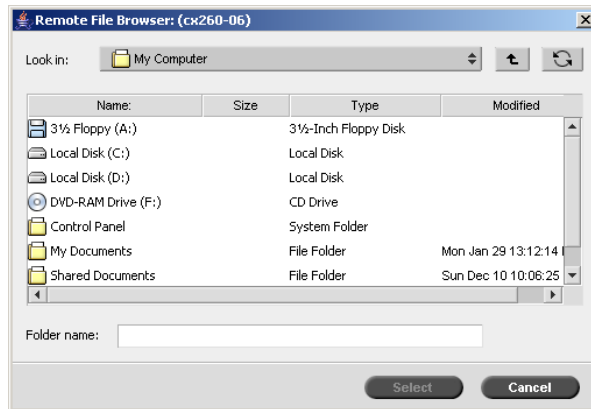 Remote File Browser: (cx260-06)
Look in: My Computer
Name: Size Type Modified
3½ Floppy (A:) 3½-Inch Floppy Disk
Local Disk (C:) Local Disk
Local Disk (D:) Local Disk
DVD-RAM Drive (F:) CD Drive
Control Panel System Folder
My Documents File Folder Mon Jan 29 13:12:14
Shared Documents File Folder Sun Dec 10 10:06:25
Folder name:
Select Cancel